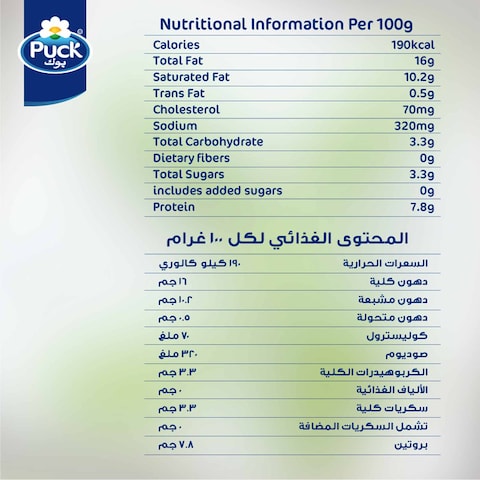 Puck
بوك
Nutritional Information Per 100g
Calories 190kcal
Total Fat 16g
Saturated Fat 10.2g
Trans Fat 0.5g
Cholesterol 70mg
Sodium 320mg
Total Carbohydrate 3.3g
Dietary fibers 0g
Total Sugars 3.3g
includes added sugars 0g
Protein 7.8g
المحتوى الغذائي لكل ١٠٠ غرام
السعرات الحرارية ١٩٠ كيلو كالوري
دهون كلية ١٦ جم
دهون مشبعة ١٠.٢ جم
دهون متحولة ٠.٥ جم
كوليسترول ٧٠ ملغ
صوديوم ٣٢٠ ملغ
الكربوهيدرات الكلية ٣.٣ جم
الألياف الغذائية ٠ جم
سكريات كلية ٣.٣ جم
تشمل السكريات المضافة ٠ جم
بروتين ٧.٨ جم